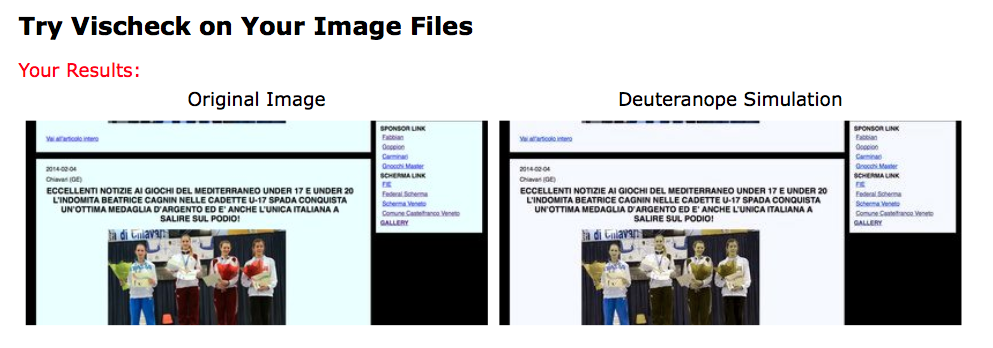 Try Vischeck on Your Image Files
Your Results:
Original Image
Vai all'articolo intero
2014-02-04
Chiavari (GE)
ECCELLENTI NOTIZIE AI GIOCHI DEL MEDITERRANEO UNDER 17 E UNDER 20
L'INDOMITA BEATRICE CAGNIN NELLE CADETTE U-17 SPADA CONQUISTA
UN'OTTIMA MEDAGLIA D'ARGENTO ED E' ANCHE L'UNICA ITALIANA A
SALIRE SUL PODIO!
tà di Chiavari
SPONSOR LINK
Fabbian
Goppion
Carminari
Gnocchi Master
SCHERMA LINK
FIE
Federal Scherma
Scherma Veneto
Comune Castelfranco Veneto
GALLERY
Deuteranope Simulation
Vai all'articolo intero
2014-02-04
Chiavari (GE)
ECCELLENTI NOTIZIE AI GIOCHI DEL MEDITERRANEO UNDER 17 E UNDER 20
L'INDOMITA BEATRICE CAGNIN NELLE CADETTE U-17 SPADA CONQUISTA
UN'OTTIMA MEDAGLIA D'ARGENTO ED E' ANCHE L'UNICA ITALIANA A
SALIRE SUL PODIO!
tà di Chiavari
SPONSOR LINK
Fabbian
Goppion
Carminari
Gnocchi Master
SCHERMA LINK
FIE
Federal Scherma
Scherma Veneto
Comune Castelfranco Veneto
GALLERY